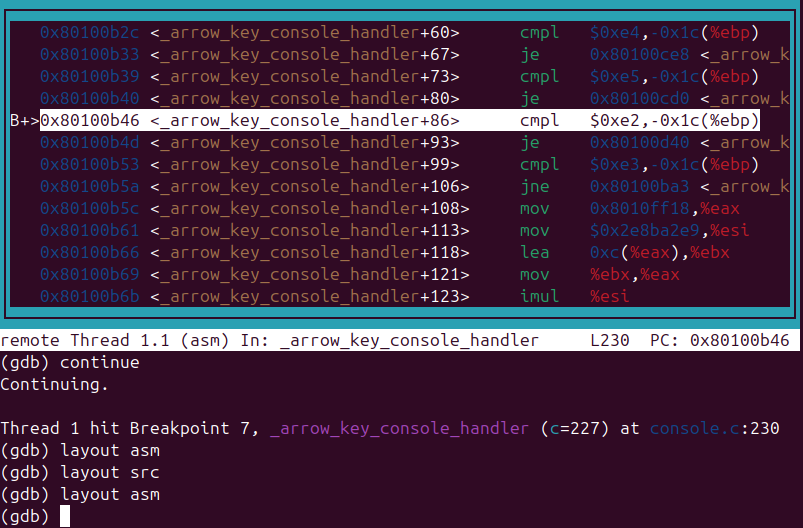 0x80100b2c <_arrow_key_console_handler+60> cmpl $0xe4,-0x1c(%ebp)
0x80100b33 <_arrow_key_console_handler+67> je 0x80100ce8 <_arrow_k
0x80100b39 <_arrow_key_console_handler+73> cmpl $0xe5,-0x1c(%ebp)
0x80100b40 <_arrow_key_console_handler+80> je 0x80100cd0 <_arrow_k
B+>0x80100b46 <_arrow_key_console_handler+86> cmpl $0xe2,-0x1c(%ebp)
0x80100b4d <_arrow_key_console_handler+93> je 0x80100d40 <_arrow_k
0x80100b53 <_arrow_key_console_handler+99> cmpl $0xe3,-0x1c(%ebp)
0x80100b5a <_arrow_key_console_handler+106> jne 0x80100ba3 <_arrow_k
0x80100b5c <_arrow_key_console_handler+108> mov 0x8010ff18,%eax
0x80100b61 <_arrow_key_console_handler+113> mov $0x2e8ba2e9,%esi
0x80100b66 <_arrow_key_console_handler+118> lea 0xc(%eax),%ebx
0x80100b69 <_arrow_key_console_handler+121> mov %ebx,%eax
0x80100b6b <_arrow_key_console_handler+123> imul %esi
remote Thread 1.1 (asm) In: _arrow_key_console_handler L230 PC: 0x80100b46
(gdb) continue
Continuing.
Thread 1 hit Breakpoint 7, _arrow_key_console_handler (c=227) at console.c:230
(gdb) layout asm
(gdb) layout src
(gdb) layout asm
(gdb)